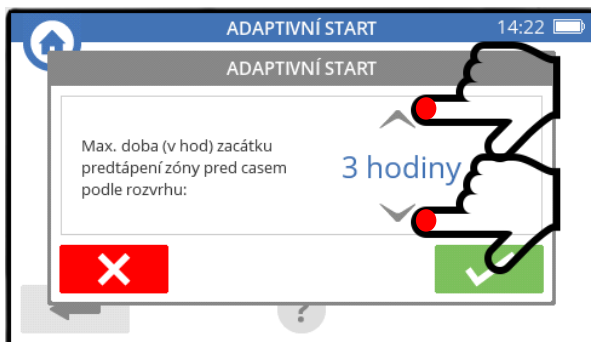 ADAPTIVNÍ START
14:22
ADAPTIVNÍ START
Max. doba (v hod) zacátku
predtápení zóny pred casem
podle rozvrhu:
3 hodiny
?